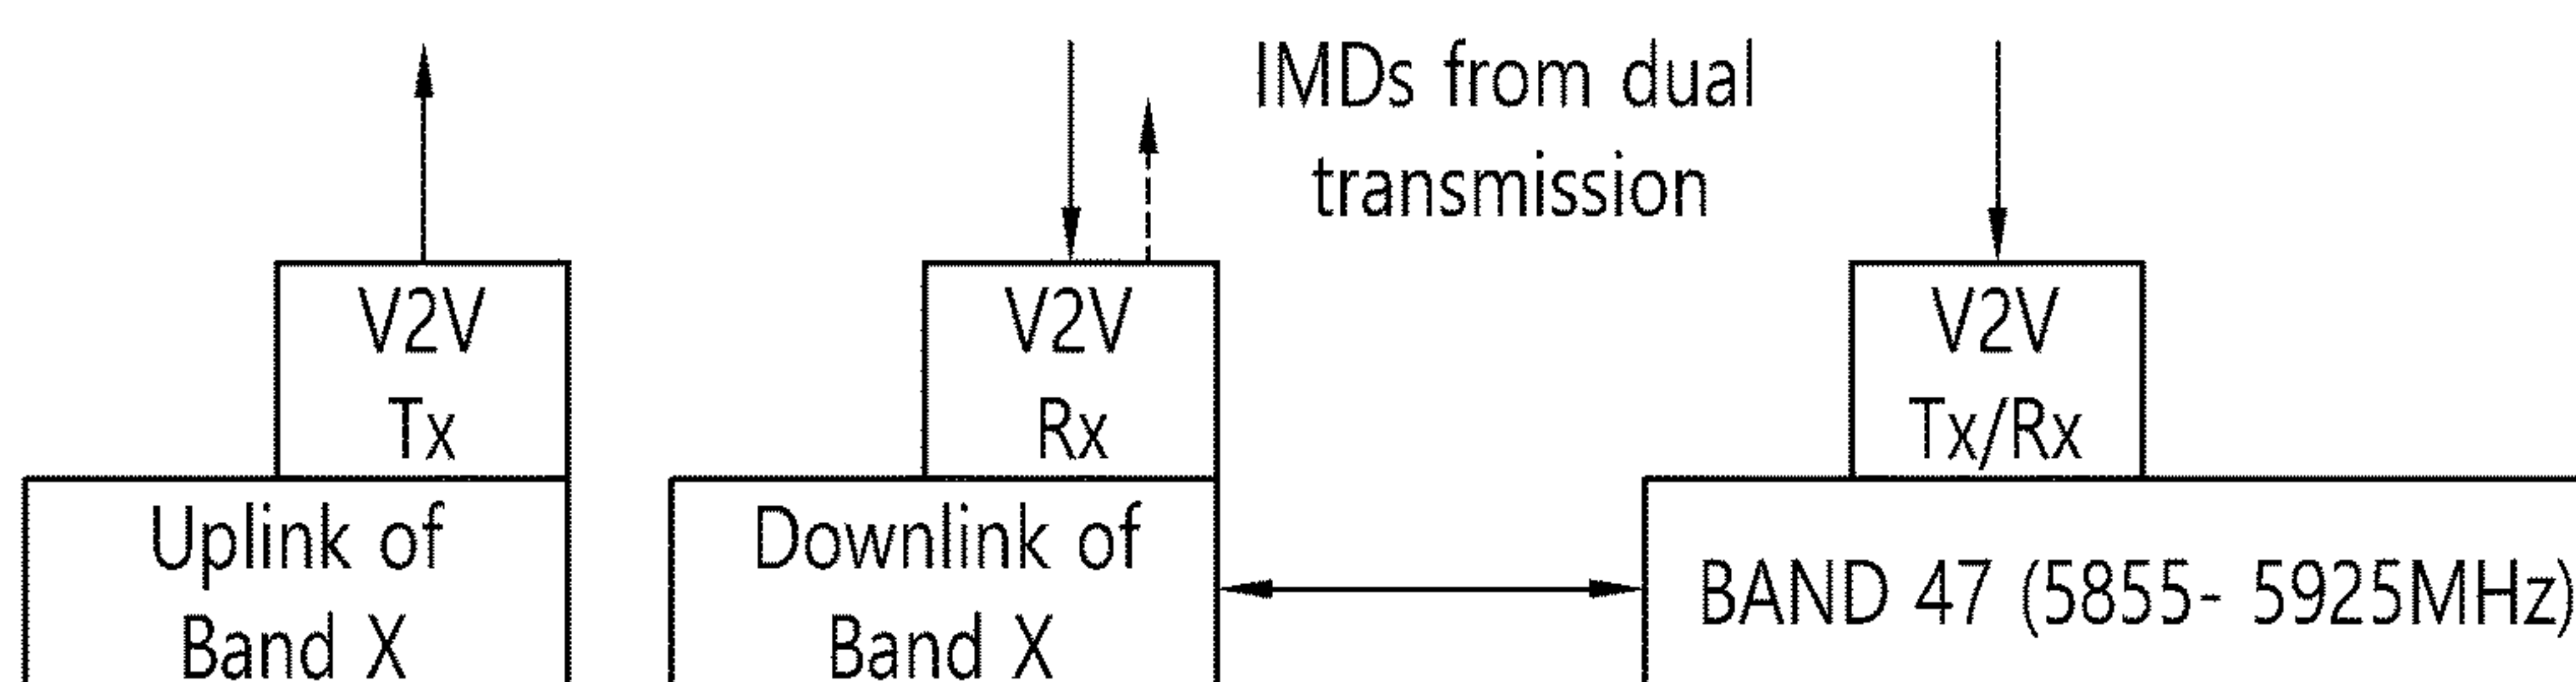 IMDs from dual
transmission
V2V
Tx
V2V
Rx
V2V
Tx/Rx
Uplink of
Band X
Downlink of
Band X
BAND 47 (5855- 5925MHz)